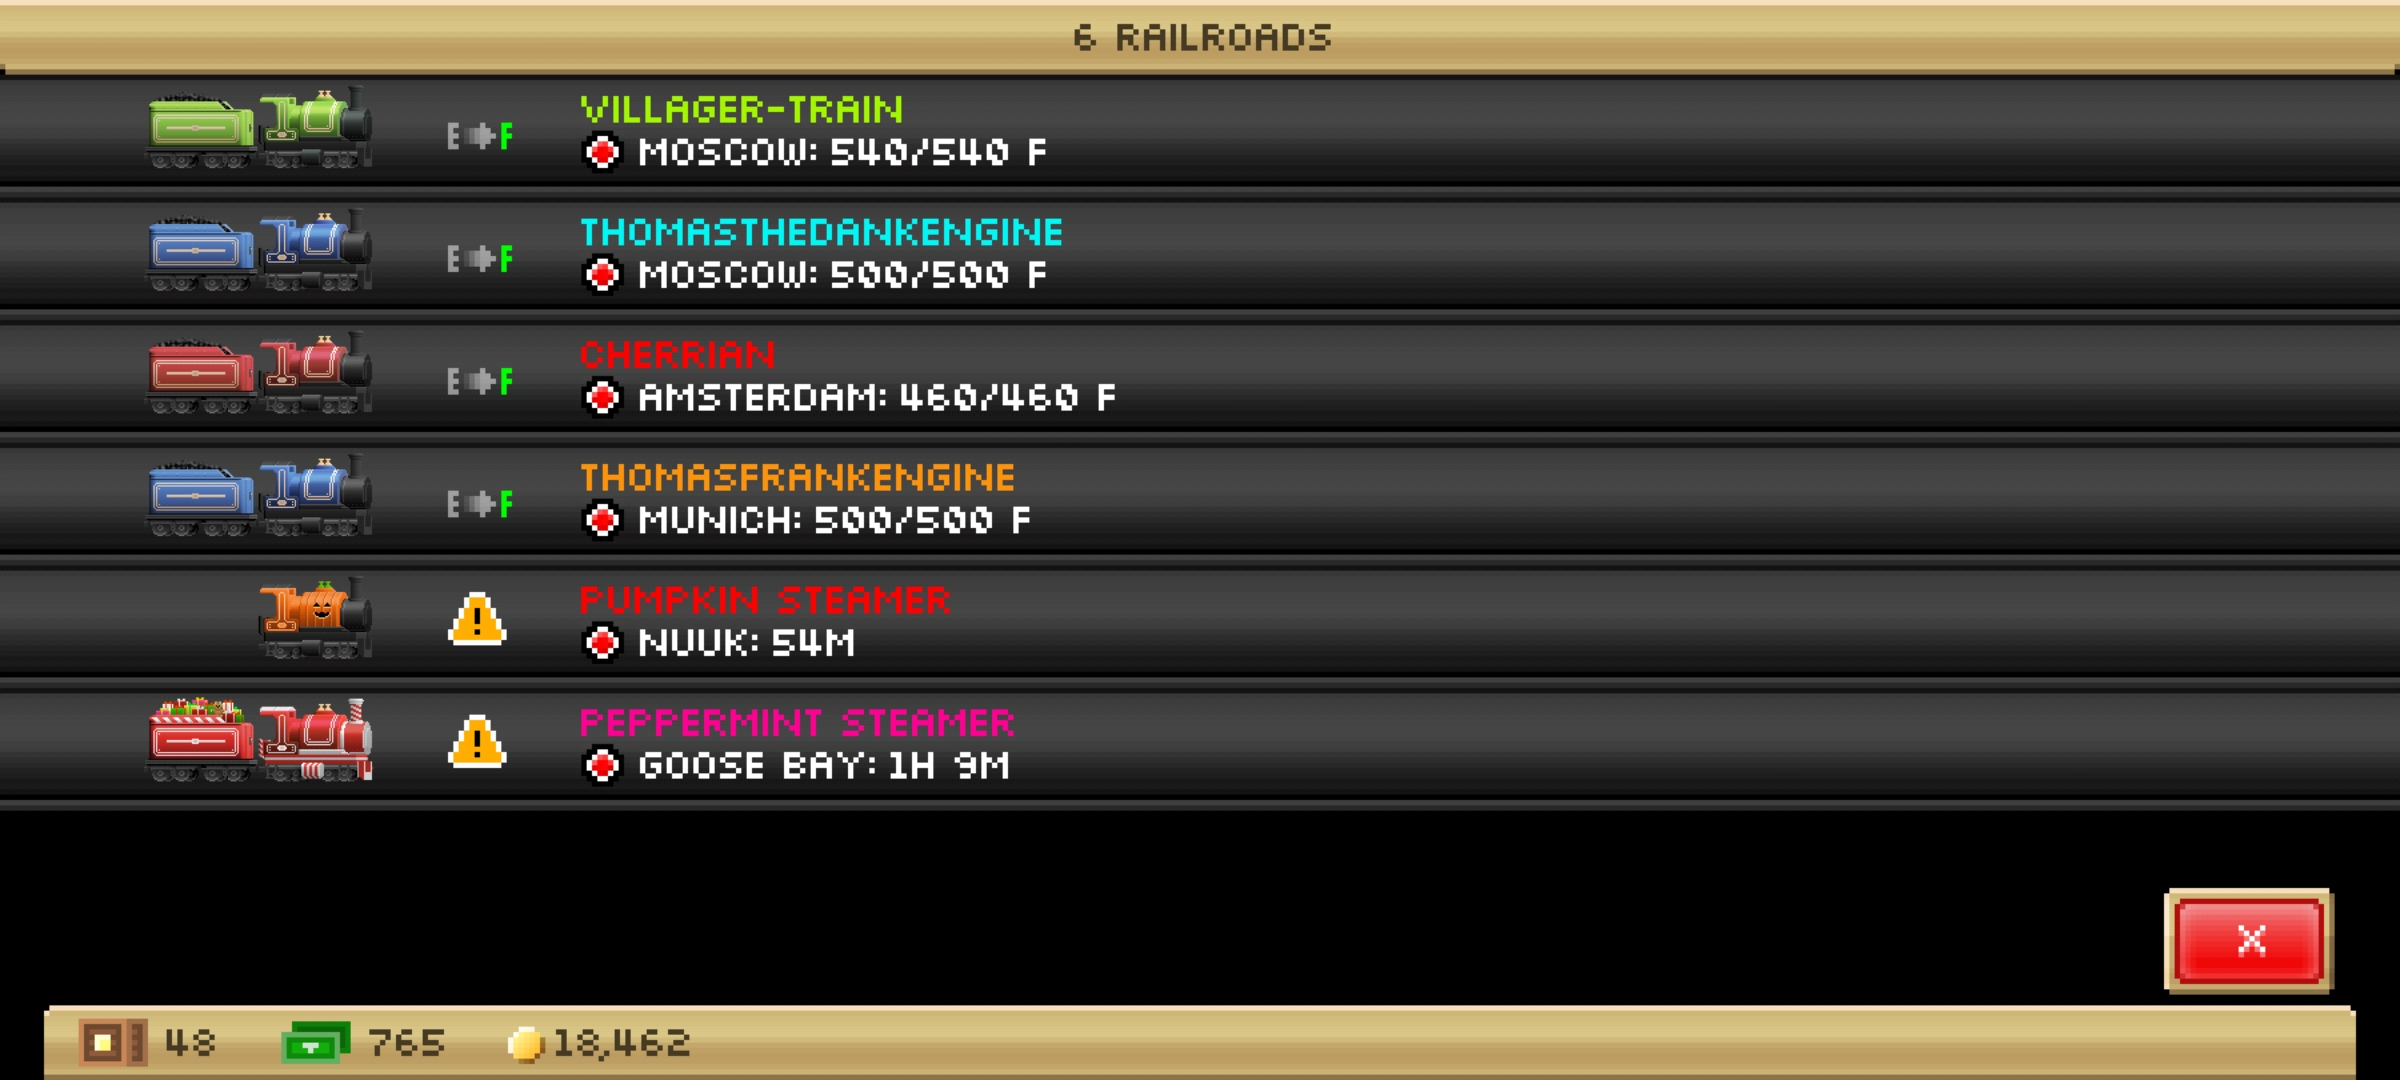 6 RAILROADS
VILLAGER-TRAIN
E F
MOSCOW: 540/540 F
THOMASTHEDANKENGINE
E F
MOSCOW: 500/500 F
CHERRIAN
E F
AMSTERDAM: 460/460 F
THOMASFRANKENGINE
E F
MUNICH: 500/500 F
PUMPKIN STEAMER
!
NUUK: 54M
PEPPERMINT STEAMER
!
GOOSE BAY: 1H 9M
X
48 765 18,462